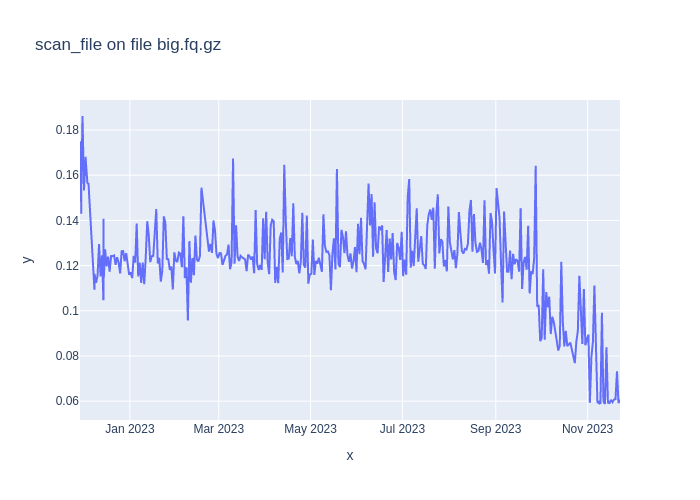 scan_file on file big.fq.gz
0.18
0.16
0.14
0.12
0.1
0.08
0.06
y
Jan 2023
Mar 2023
May 2023
Jul 2023
Sep 2023
Nov 2023
x